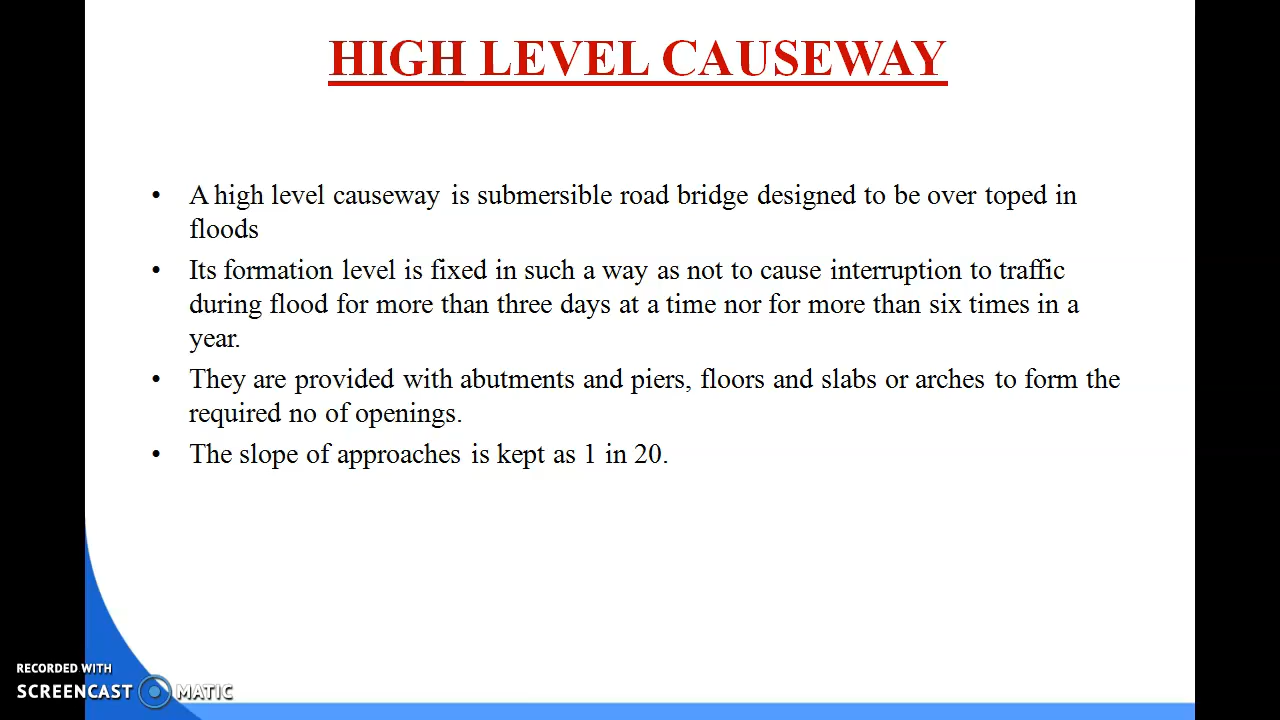 HIGH LEVEL CAUSEWAY
• A high level causeway is submersible road bridge designed to be over toped in
floods
• Its formation level is fixed in such a way as not to cause interruption to traffic
during flood for more than three days at a time nor for more than six times in a
year.
• They are provided with abutments and piers, floors and slabs or arches to form the
required no of openings.
• The slope of approaches is kept as 1 in 20.
RECORDED WITH
SCREENCAST MATIC